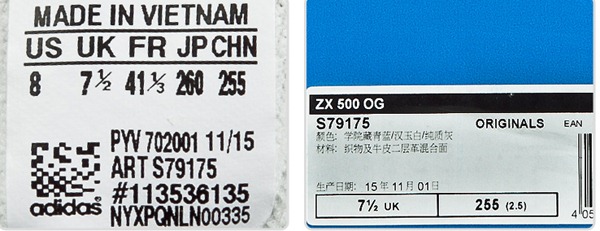 MADE IN VIETNAM
US UK FR JP CHN
8 7½ 41⅓ 260 255
PYV 702001 11/15
ART S79175
#113536135
NYXPQNLN00335
adidas
ZX 500 OG
S79175 ORIGINALS EAN
颜色: 学院藏青蓝/汉玉白/纯质灰
材料: 织物及牛皮二层革混合面
生产日期: 15年 11月 01日
7½ UK 255 (2.5)
4 05